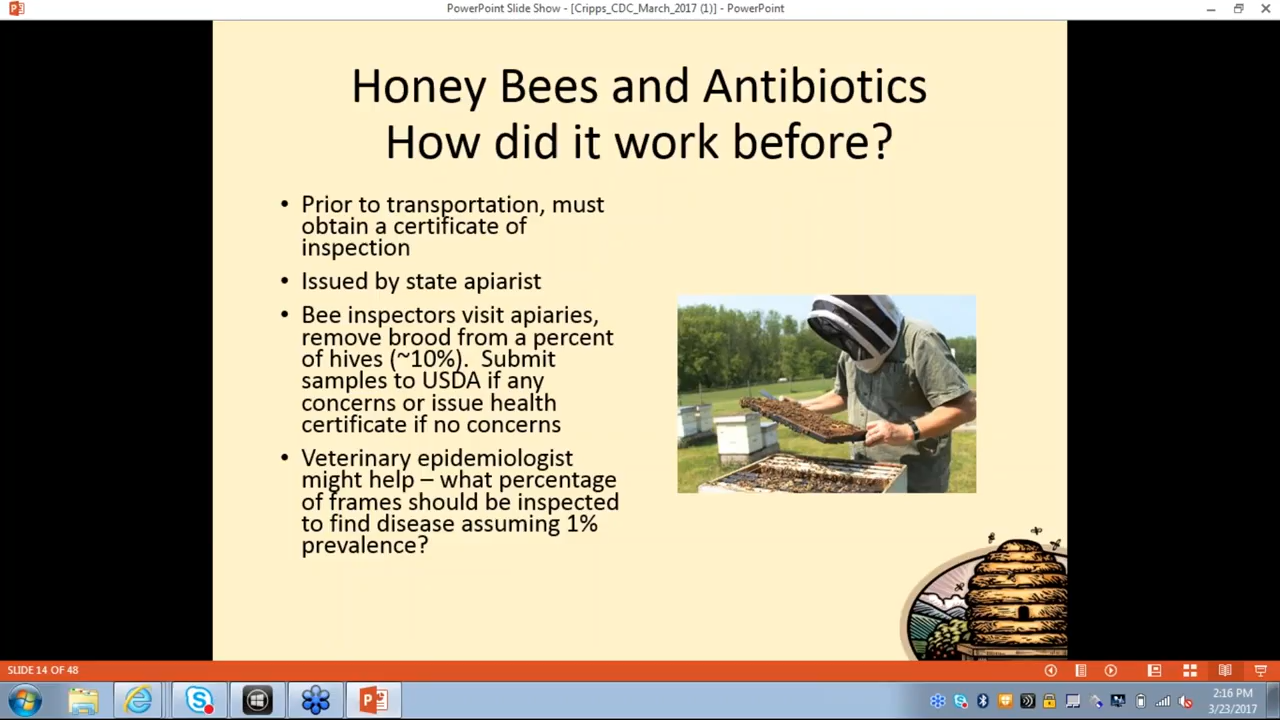 PowerPoint Slide Show - [Cripps_CDC_March_2017 (1)] - PowerPoint
Honey Bees and Antibiotics
How did it work before?
• Prior to transportation, must
obtain a certificate of
inspection
• Issued by state apiarist
• Bee inspectors visit apiaries,
remove brood from a percent
of hives (~10%).  Submit
samples to USDA if any
concerns or issue health
certificate if no concerns
• Veterinary epidemiologist
might help – what percentage
of frames should be inspected
to find disease assuming 1%
prevalence?
SLIDE 14 OF 48
2:16 PM
3/23/2017